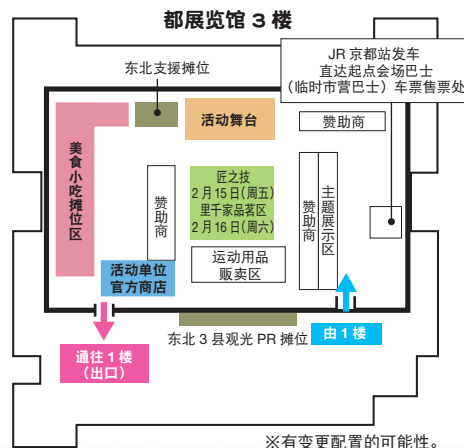 都展览馆 3 楼
JR 京都站发车
直达起点会场巴士
（临时市营巴士）车票售票处
东北支援摊位
活动舞台
赞助商
美食小吃摊位区
赞助商
匠之技
2 月 15 日（周五）
里千家品茗区
2 月 16 日（周六）
赞助商
主题展示区
运动用品
贩卖区
活动单位
官方商店
东北 3 县观光 PR 摊位
由 1 楼
通往 1 楼
（出口）
※有变更配置的可能性。